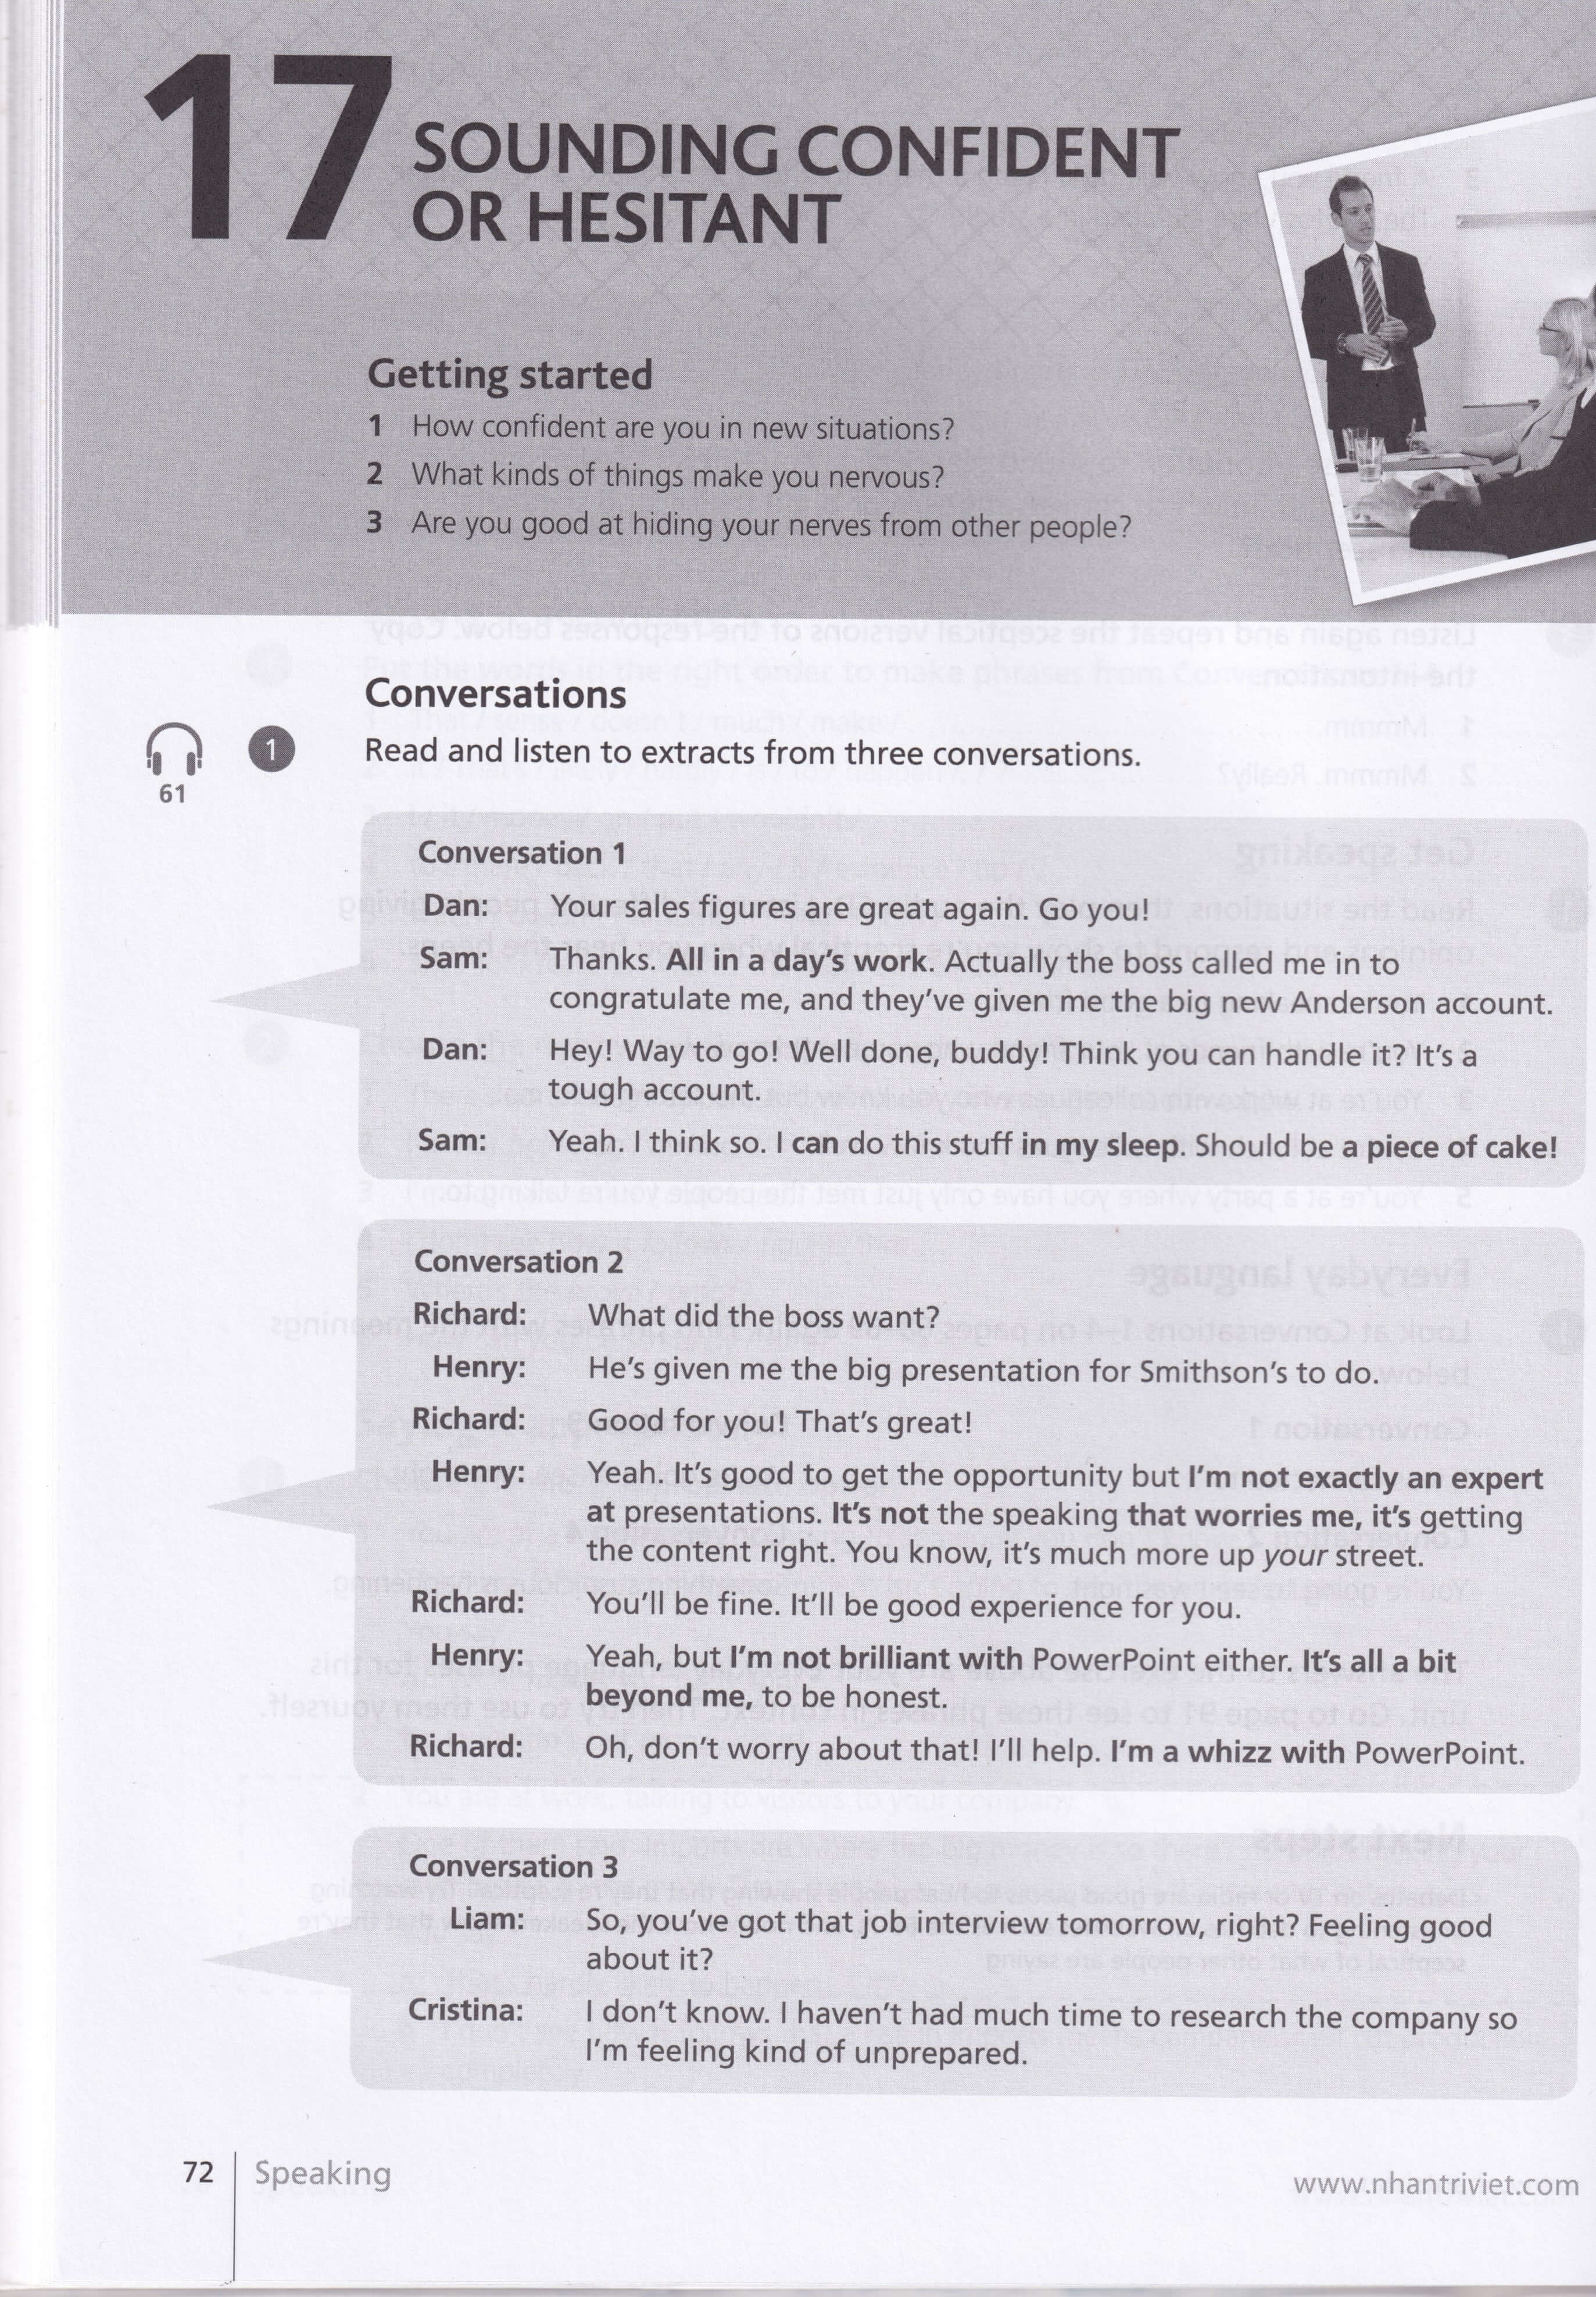 17
SOUNDING CONFIDENT
OR HESITANT
Getting started
1 How confident are you in new situations?
2 What kinds of things make you nervous?
3 Are you good at hiding your nerves from other people?
Conversations
61
1 Read and listen to extracts from three conversations.
Conversation 1
Dan: Your sales figures are great again. Go you!
Sam: Thanks. All in a day's work. Actually the boss called me in to
congratulate me, and they've given me the big new Anderson account.
Dan: Hey! Way to go! Well done, buddy! Think you can handle it? It's a
tough account.
Sam: Yeah. I think so. I can do this stuff in my sleep. Should be a piece of cake!
Conversation 2
Richard: What did the boss want?
Henry: He's given me the big presentation for Smithson's to do.
Richard: Good for you! That's great!
Henry: Yeah. It's good to get the opportunity but I'm not exactly an expert
at presentations. It's not the speaking that worries me, it's getting
the content right. You know, it's much more up your street.
Richard: You'll be fine. It'll be good experience for you.
Henry: Yeah, but I'm not brilliant with PowerPoint either. It's all a bit
beyond me, to be honest.
Richard: Oh, don't worry about that! I'll help. I'm a whizz with PowerPoint.
Conversation 3
Liam: So, you've got that job interview tomorrow, right? Feeling good
about it?
Cristina: I don't know. I haven't had much time to research the company so
I'm feeling kind of unprepared.
72 Speaking
www.nhantriviet.com